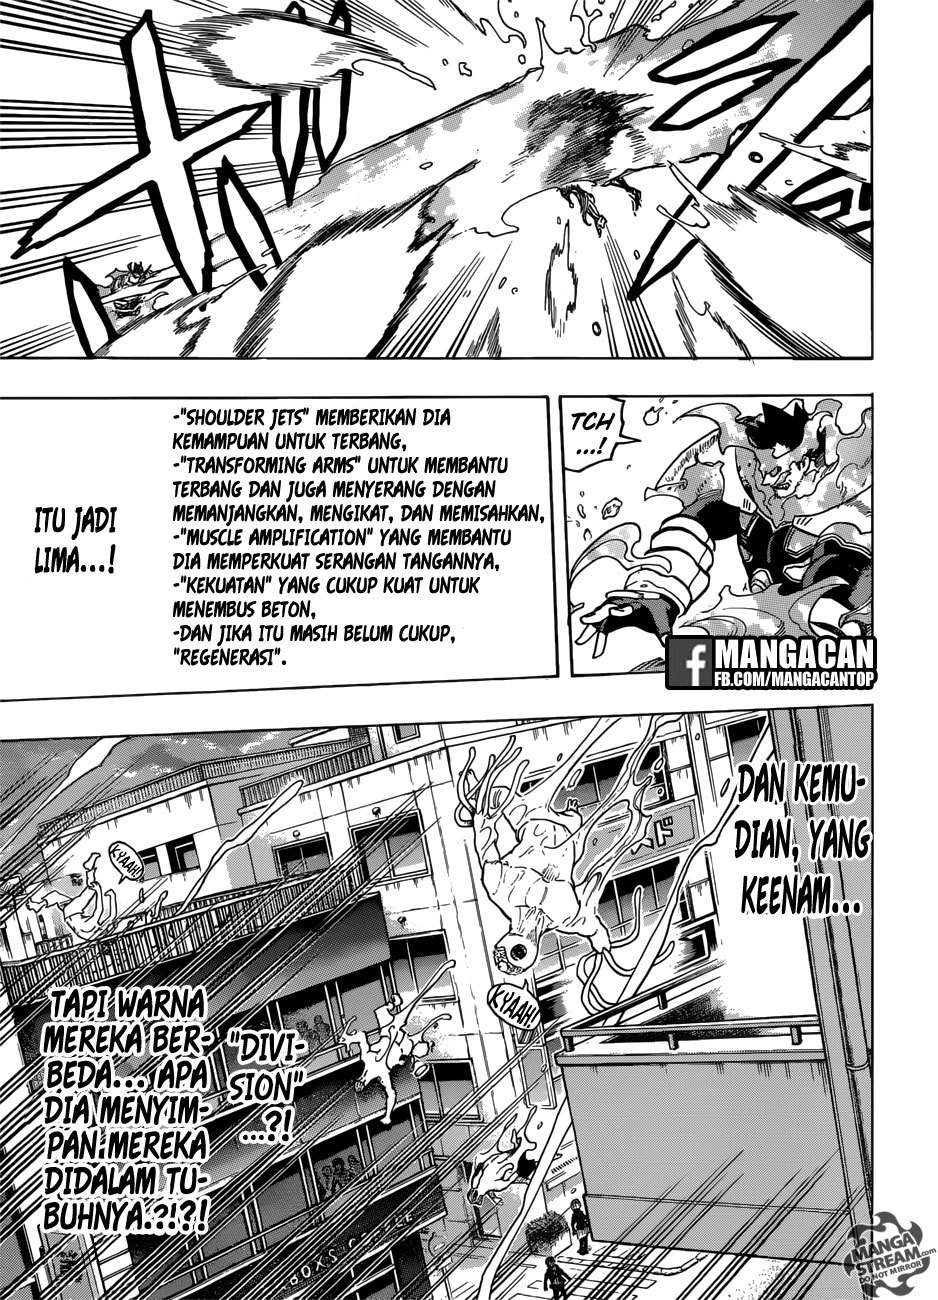 TCH
...!
-"SHOULDER JETS" MEMBERIKAN DIA
KEMAMPUAN UNTUK TERBANG,
-"TRANSFORMING ARMS" UNTUK MEMBANTU
TERBANG DAN JUGA MENYERANG DENGAN
MEMANJANGKAN, MENGIKAT, DAN MEMISAHKAN,
-"MUSCLE AMPLIFICATION" YANG MEMBANTU
DIA MEMPERKUAT SERANGAN TANGANNYA,
-"KEKUATAN" YANG CUKUP KUAT UNTUK
MENEMBUS BETON,
-DAN JIKA ITU MASIH BELUM CUKUP,
"REGENERASI".
ITU JADI
LIMA...!
MANGACAN
FB.COM/MANGACANTOP
DAN KEMU-
DIAN, YANG
KEENAM...
ド
KYAAH!
KYAAH!
"DIVI-
SION"
...?!
TAPI WARNA
MEREKA BER-
BEDA... APA
DIA MENYIM-
PAN MEREKA
DIDALAM TU-
BUHNYA.?!?!
MANGA
STREAM.COM
DO NOT MIRROR!